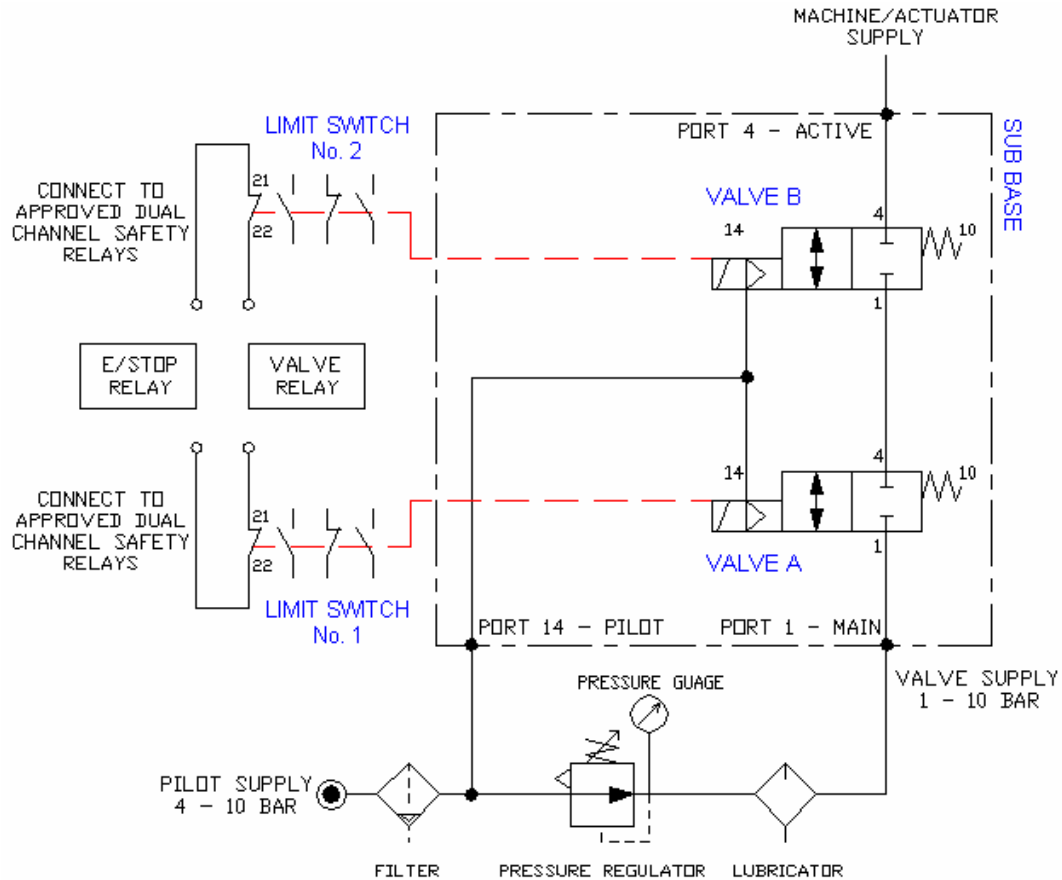 MACHINE/ACTUATOR
SUPPLY
LIMIT SWITCH
No. 2
PORT 4 - ACTIVE
SUB BASE
CONNECT TO
APPROVED DUAL
CHANNEL SAFETY
RELAYS
21
22
VALVE B
14
4
10
1
E/STOP
RELAY
VALVE
RELAY
CONNECT TO
APPROVED DUAL
CHANNEL SAFETY
RELAYS
21
22
14
4
10
1
VALVE A
LIMIT SWITCH
No. 1
PORT 14 - PILOT
PORT 1 - MAIN
VALVE SUPPLY
1 - 10 BAR
PRESSURE GUAGE
PILOT SUPPLY
4 - 10 BAR
FILTER
PRESSURE REGULATOR
LUBRICATOR